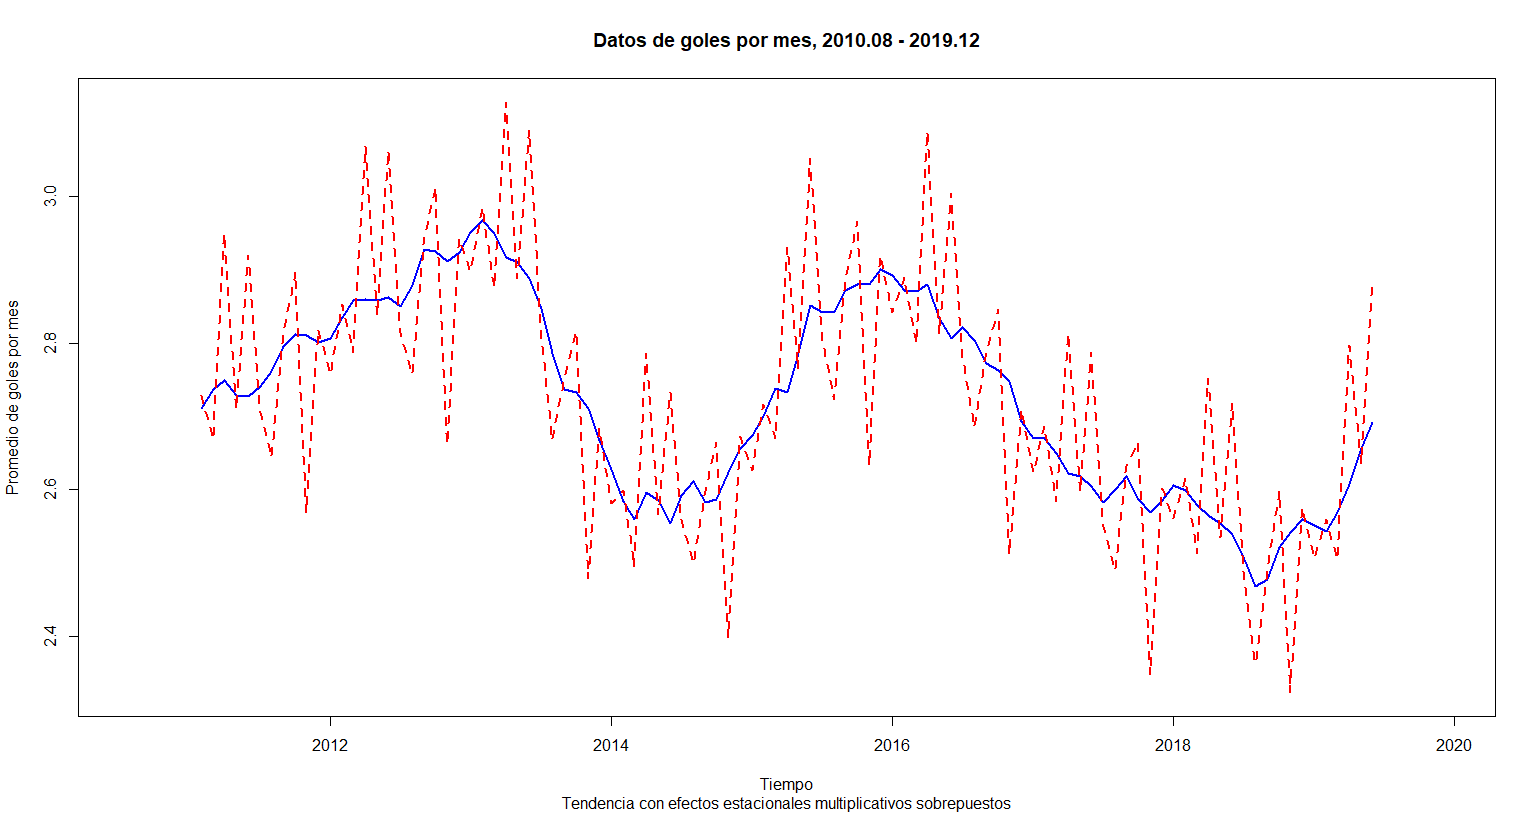 Datos de goles por mes, 2010.08 - 2019.12
Promedio de goles por mes
3.0
2.8
2.6
2.4
2012 2014 2016 2018 2020
Tiempo
Tendencia con efectos estacionales multiplicativos sobrepuestos